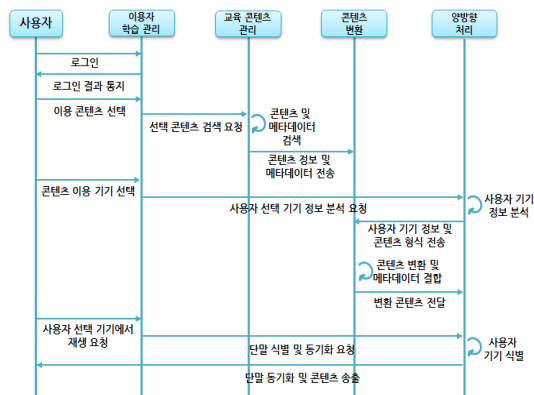 사용자
이용자
학습 관리
교육 콘텐츠
관리
콘텐츠
변환
양방향
처리
로그인
로그인 결과 통지
이용 콘텐츠 선택
선택 콘텐츠 검색 요청
콘텐츠 및
메타데이터
검색
콘텐츠 정보 및
메타데이터 전송
콘텐츠 이용 기기 선택
사용자 선택 기기 정보 분석 요청
사용자 기기
정보 분석
사용자 기기 정보 및
콘텐츠 형식 전송
콘텐츠 변환 및
메타데이터 결합
변환 콘텐츠 전달
사용자 선택 기기에서
재생 요청
단말 식별 및 동기화 요청
사용자
기기 식별
단말 동기화 및 콘텐츠 송출